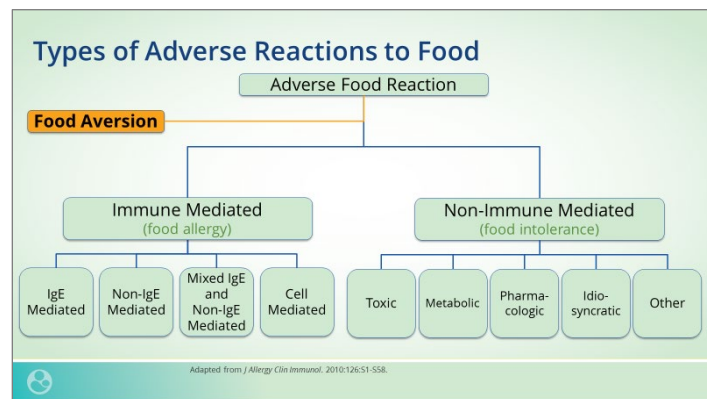 Types of Adverse Reactions to Food
Adverse Food Reaction
Food Aversion
Immune Mediated
(food allergy)
Non-Immune Mediated
(food intolerance)
IgE
Mediated
Non-IgE
Mediated
Mixed IgE
and
Non-IgE
Mediated
Cell
Mediated
Toxic
Metabolic
Pharma-
cologic
Idio-
syncratic
Other
Adapted from J Allergy Clin Immunol. 2010:126:S1-S58.